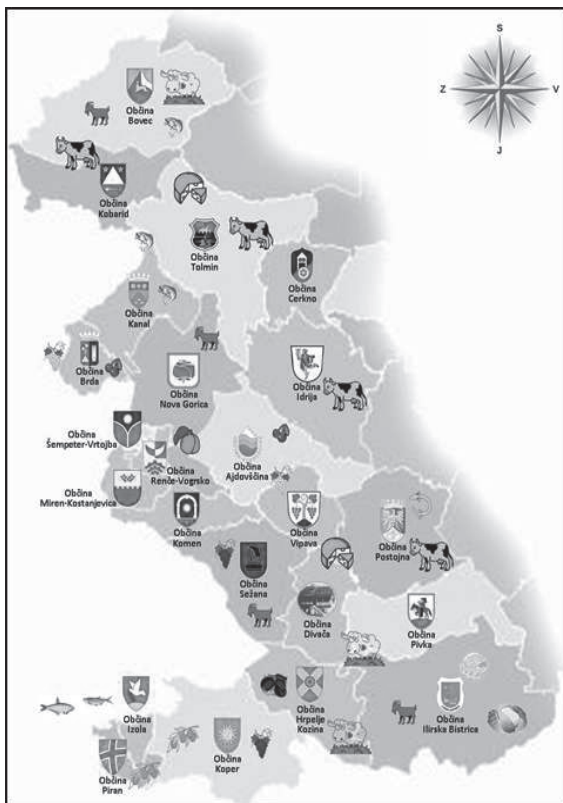 S
Z
V
J
Občina
Bovec
Občina
Kobarid
Občina
Tolmin
Občina
Cerkno
Občina
Kanal
Občina
Brda
Občina
Nova Gorica
Občina
Idrija
Občina
Šempeter-Vrtojba
Občina
Renče-Vogrsko
Občina
Ajdovščina
Občina
Miren-Kostanjevica
Občina
Komen
Občina
Vipava
Občina
Postojna
Občina
Sežana
Občina
Divača
Občina
Pivka
Občina
Izola
Občina
Hrpelje
Kozina
Občina
Ilirska Bistrica
Občina
Koper
Občina
Piran